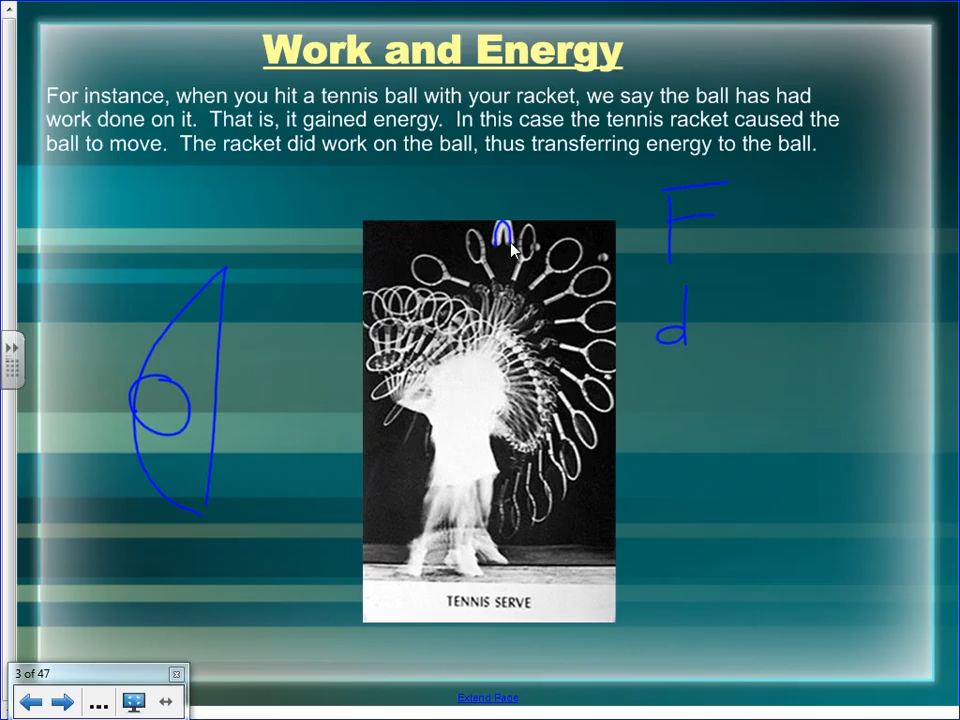 Work and Energy
For instance, when you hit a tennis ball with your racket, we say the ball has had
work done on it.  That is, it gained energy.  In this case the tennis racket caused the
ball to move.  The racket did work on the ball, thus transferring energy to the ball.
F
d
TENNIS SERVE
3 of 47
...
Extend Page